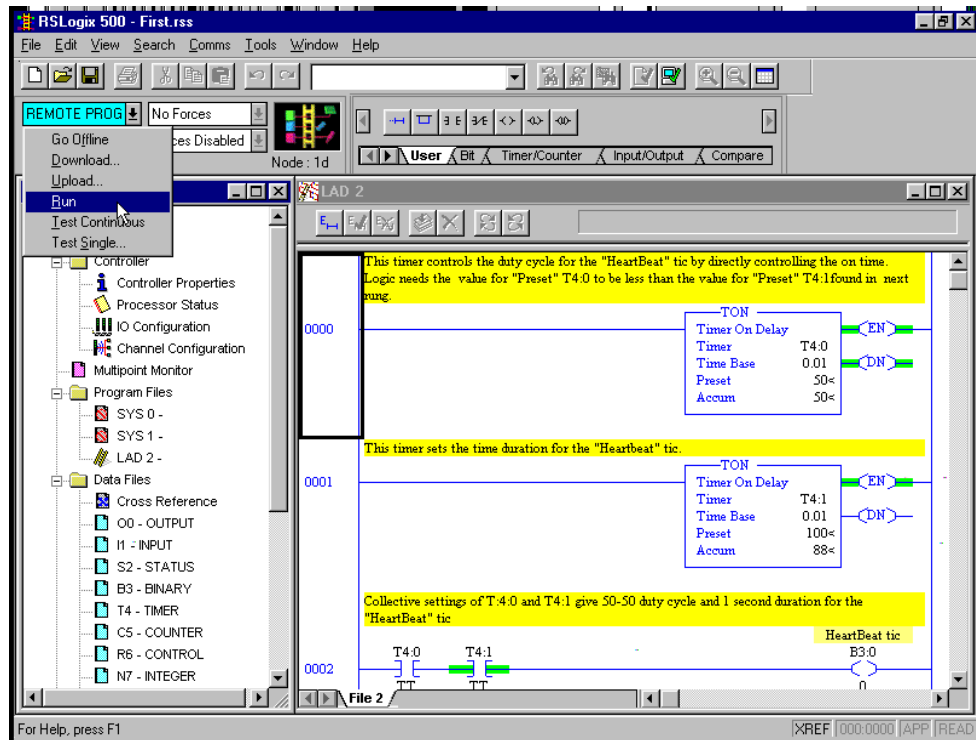 RSLogix 500 - First.rss
File Edit View Search Comms Tools Window Help
REMOTE PROG
No Forces
ces Disabled
Node : 1d
User Bit Timer/Counter Input/Output Compare
Go Offline
Download...
Upload...
Run
Test Continuous
Test Single...
Controller
Controller Properties
Processor Status
IO Configuration
Channel Configuration
Multipoint Monitor
Program Files
SYS 0 -
SYS 1 -
LAD 2 -
Data Files
Cross Reference
O0 - OUTPUT
I1 - INPUT
S2 - STATUS
B3 - BINARY
T4 - TIMER
C5 - COUNTER
R6 - CONTROL
N7 - INTEGER
LAD 2
This timer controls the duty cycle for the "HeartBeat" tic by directly controlling the on time.
Logic needs the value for "Preset" T4:0 to be less than the value for "Preset" T4:1found in next
rung.
0000
TON
Timer On Delay
Timer T4:0
Time Base 0.01
Preset 50<
Accum 50<
EN
DN
This timer sets the time duration for the "Heartbeat" tic.
0001
TON
Timer On Delay
Timer T4:1
Time Base 0.01
Preset 100<
Accum 88<
EN
DN
Collective settings of T:4:0 and T4:1 give 50-50 duty cycle and 1 second duration for the
"HeartBeat" tic
HeartBeat tic
T4:0 T4:1 B3:0
0002
TT TT 0
File 2
For Help, press F1
XREF 000:0000 APP READ